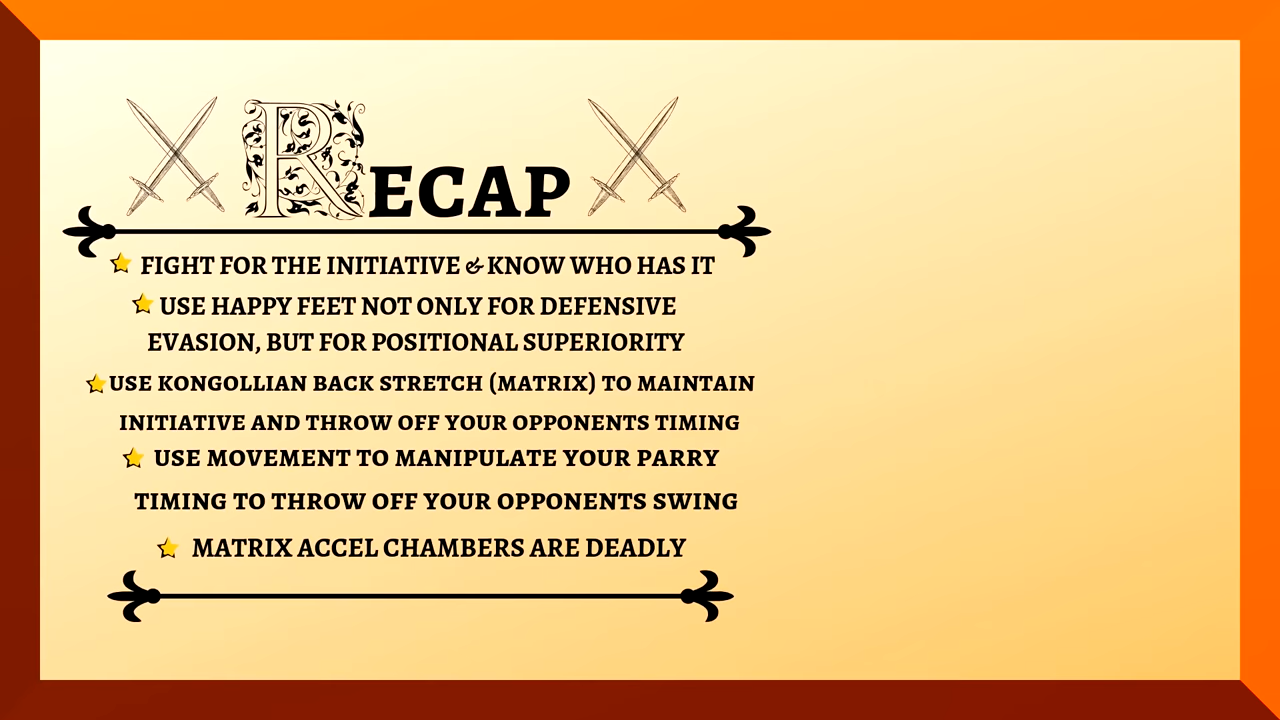 RECAP
FIGHT FOR THE INITIATIVE & KNOW WHO HAS IT
USE HAPPY FEET NOT ONLY FOR DEFENSIVE
EVASION, BUT FOR POSITIONAL SUPERIORITY
USE KONGOLLIAN BACK STRETCH (MATRIX) TO MAINTAIN
INITIATIVE AND THROW OFF YOUR OPPONENTS TIMING
USE MOVEMENT TO MANIPULATE YOUR PARRY
TIMING TO THROW OFF YOUR OPPONENTS SWING
MATRIX ACCEL CHAMBERS ARE DEADLY